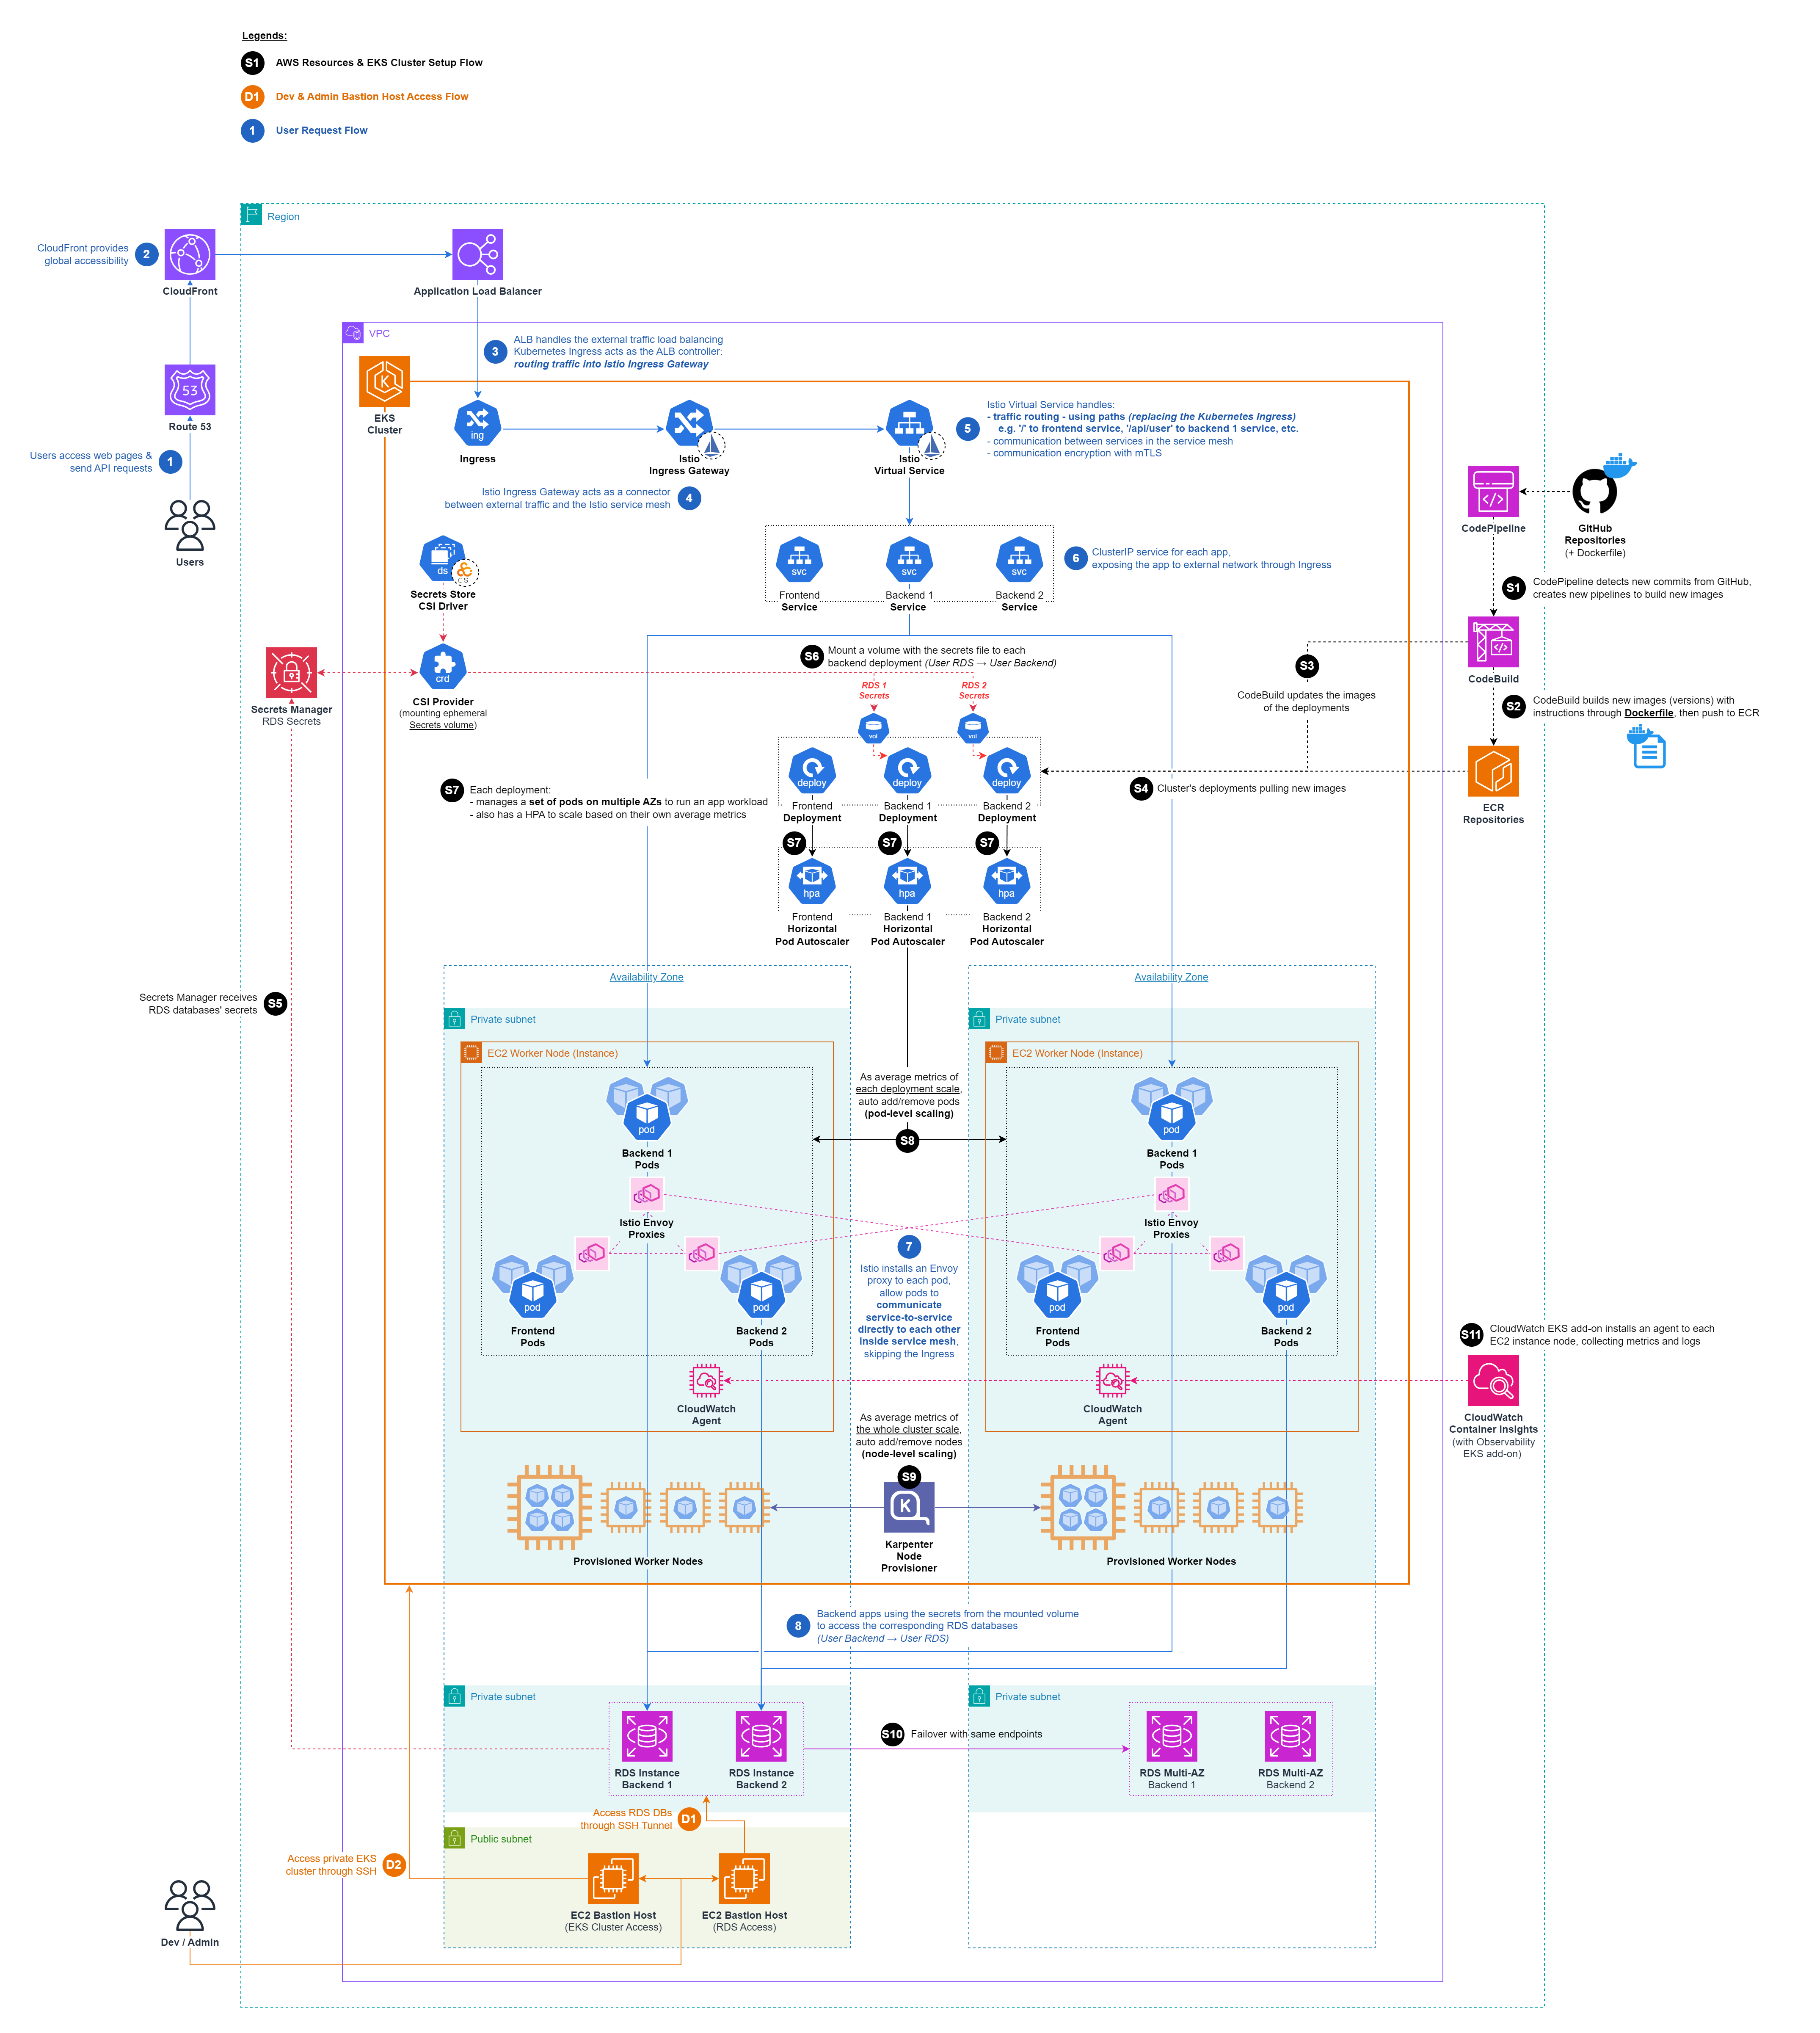 Legends:
S1
AWS Resources & EKS Cluster Setup Flow
D1
Dev & Admin Bastion Host Access Flow
1
User Request Flow
Region
CloudFront provides
global accessibility
2
CloudFront
Application Load Balancer
VPC
3
ALB handles the external traffic load balancing
Kubernetes Ingress acts as the ALB controller:
routing traffic into Istio Ingress Gateway
53
Route 53
EKS
Cluster
Users access web pages &
send API requests
1
Users
ing
Ingress
Istio
Ingress Gateway
Istio
Virtual Service
5
Istio Virtual Service handles:
- traffic routing - using paths (replacing the Kubernetes Ingress)
e.g. '/' to frontend service, '/api/user' to backend 1 service, etc.
- communication between services in the service mesh
- communication encryption with mTLS
Istio Ingress Gateway acts as a connector
between external traffic and the Istio service mesh
4
CodePipeline
GitHub
Repositories
(+ Dockerfile)
ds
CSI
Secrets Store
CSI Driver
svc
svc
svc
Frontend
Service
Backend 1
Service
Backend 2
Service
6
ClusterIP service for each app,
exposing the app to external network through Ingress
S1
CodePipeline detects new commits from GitHub,
creates new pipelines to build new images
Secrets Manager
RDS Secrets
crd
CSI Provider
(mounting ephemeral
Secrets volume)
S6
Mount a volume with the secrets file to each
backend deployment (User RDS → User Backend)
RDS 1
Secrets
RDS 2
Secrets
vol
vol
S3
CodeBuild updates the images
of the deployments
CodeBuild
S2
CodeBuild builds new images (versions) with
instructions through Dockerfile, then push to ECR
S7
Each deployment:
- manages a set of pods on multiple AZs to run an app workload
- also has a HPA to scale based on their own average metrics
deploy
deploy
deploy
Frontend
Deployment
Backend 1
Deployment
Backend 2
Deployment
S4
Cluster's deployments pulling new images
ECR
Repositories
S7
S7
S7
hpa
hpa
hpa
Frontend
Horizontal
Pod Autoscaler
Backend 1
Horizontal
Pod Autoscaler
Backend 2
Horizontal
Pod Autoscaler
Availability Zone
Availability Zone
Secrets Manager receives
RDS databases' secrets
S5
Private subnet
Private subnet
EC2 Worker Node (Instance)
EC2 Worker Node (Instance)
As average metrics of
each deployment scale,
auto add/remove pods
(pod-level scaling)
S8
pod
Backend 1
Pods
pod
Backend 1
Pods
Istio Envoy
Proxies
Istio Envoy
Proxies
7
Istio installs an Envoy
proxy to each pod,
allow pods to
communicate
service-to-service
directly to each other
inside service mesh,
skipping the Ingress
pod
Frontend
Pods
pod
Backend 2
Pods
pod
Frontend
Pods
pod
Backend 2
Pods
S11
CloudWatch EKS add-on installs an agent to each
EC2 instance node, collecting metrics and logs
CloudWatch
Agent
CloudWatch
Agent
CloudWatch
Container Insights
(with Observability
EKS add-on)
As average metrics of
the whole cluster scale,
auto add/remove nodes
(node-level scaling)
S9
K
Karpenter
Node
Provisioner
Provisioned Worker Nodes
Provisioned Worker Nodes
8
Backend apps using the secrets from the mounted volume
to access the corresponding RDS databases
(User Backend → User RDS)
Private subnet
Private subnet
RDS Instance
Backend 1
RDS Instance
Backend 2
S10
Failover with same endpoints
RDS Multi-AZ
Backend 1
RDS Multi-AZ
Backend 2
Access RDS DBs
through SSH Tunnel
D1
Public subnet
Access private EKS
cluster through SSH
D2
EC2 Bastion Host
(EKS Cluster Access)
EC2 Bastion Host
(RDS Access)
Dev / Admin